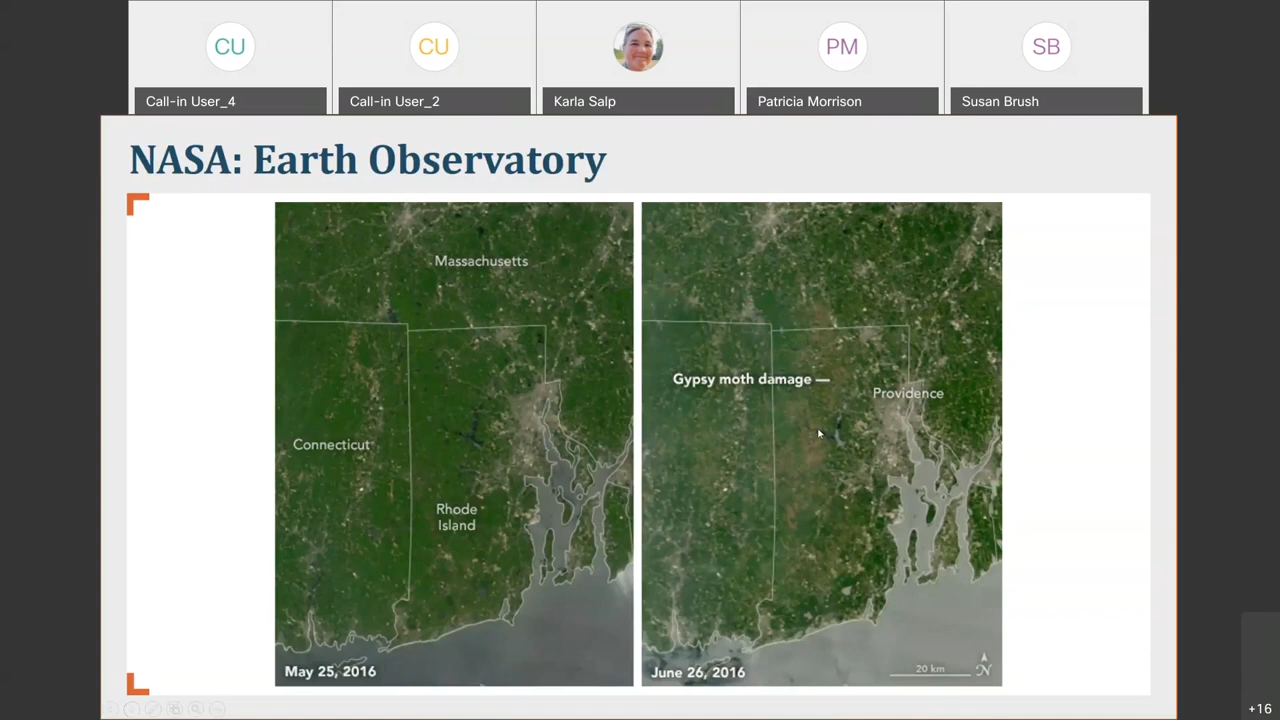 CU
CU
PM
SB
Call-in User_4
Call-in User_2
Karla Salp
Patricia Morrison
Susan Brush
NASA: Earth Observatory
Massachusetts
Connecticut
Rhode
Island
May 25, 2016
Gypsy moth damage —
Providence
June 26, 2016
20 km
N
+16